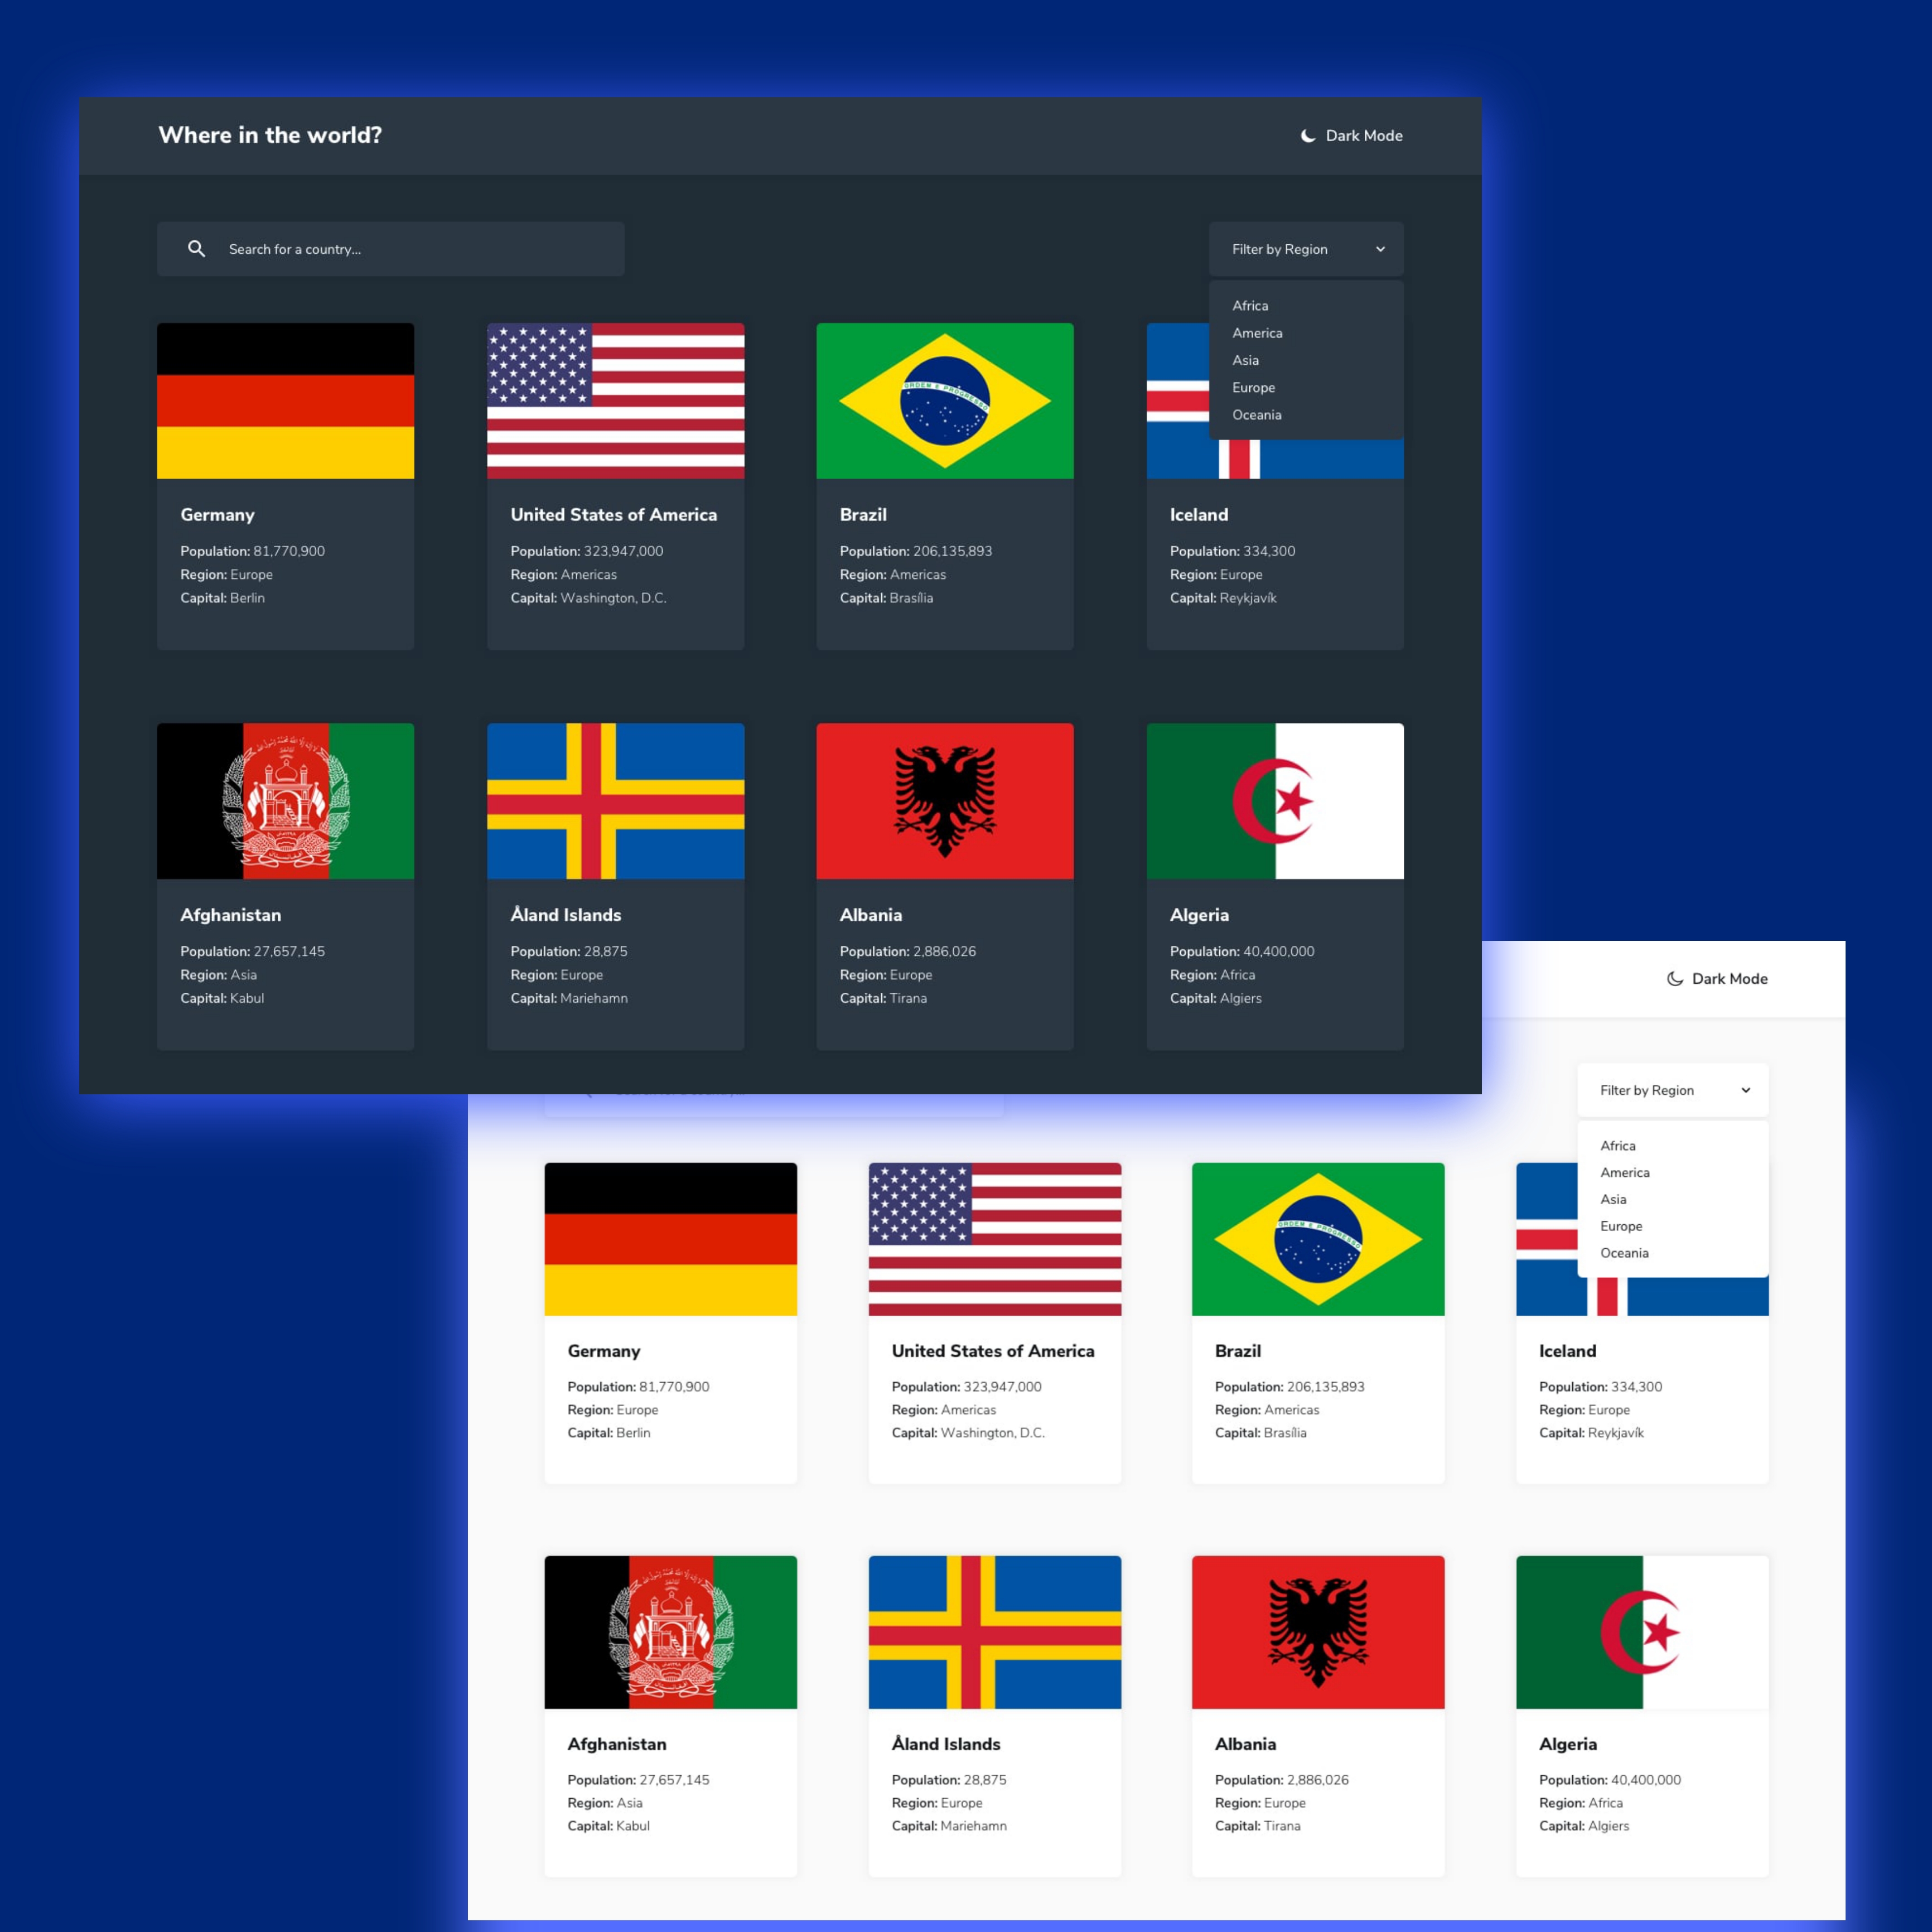 Where in the world?
Dark Mode
Search for a country...
Filter by Region
Africa
America
Asia
Europe
Oceania
ORDEM E PROGRESSO
Germany
Population: 81,770,900
Region: Europe
Capital: Berlin
United States of America
Population: 323,947,000
Region: Americas
Capital: Washington, D.C.
Brazil
Population: 206,135,893
Region: Americas
Capital: Brasília
Iceland
Population: 334,300
Region: Europe
Capital: Reykjavík
Afghanistan
Population: 27,657,145
Region: Asia
Capital: Kabul
Åland Islands
Population: 28,875
Region: Europe
Capital: Mariehamn
Albania
Population: 2,886,026
Region: Europe
Capital: Tirana
Algeria
Population: 40,400,000
Region: Africa
Capital: Algiers
Dark Mode
Filter by Region
Africa
America
Asia
Europe
Oceania
ORDEM E PROGRESSO
Germany
Population: 81,770,900
Region: Europe
Capital: Berlin
United States of America
Population: 323,947,000
Region: Americas
Capital: Washington, D.C.
Brazil
Population: 206,135,893
Region: Americas
Capital: Brasília
Iceland
Population: 334,300
Region: Europe
Capital: Reykjavík
Afghanistan
Population: 27,657,145
Region: Asia
Capital: Kabul
Åland Islands
Population: 28,875
Region: Europe
Capital: Mariehamn
Albania
Population: 2,886,026
Region: Europe
Capital: Tirana
Algeria
Population: 40,400,000
Region: Africa
Capital: Algiers